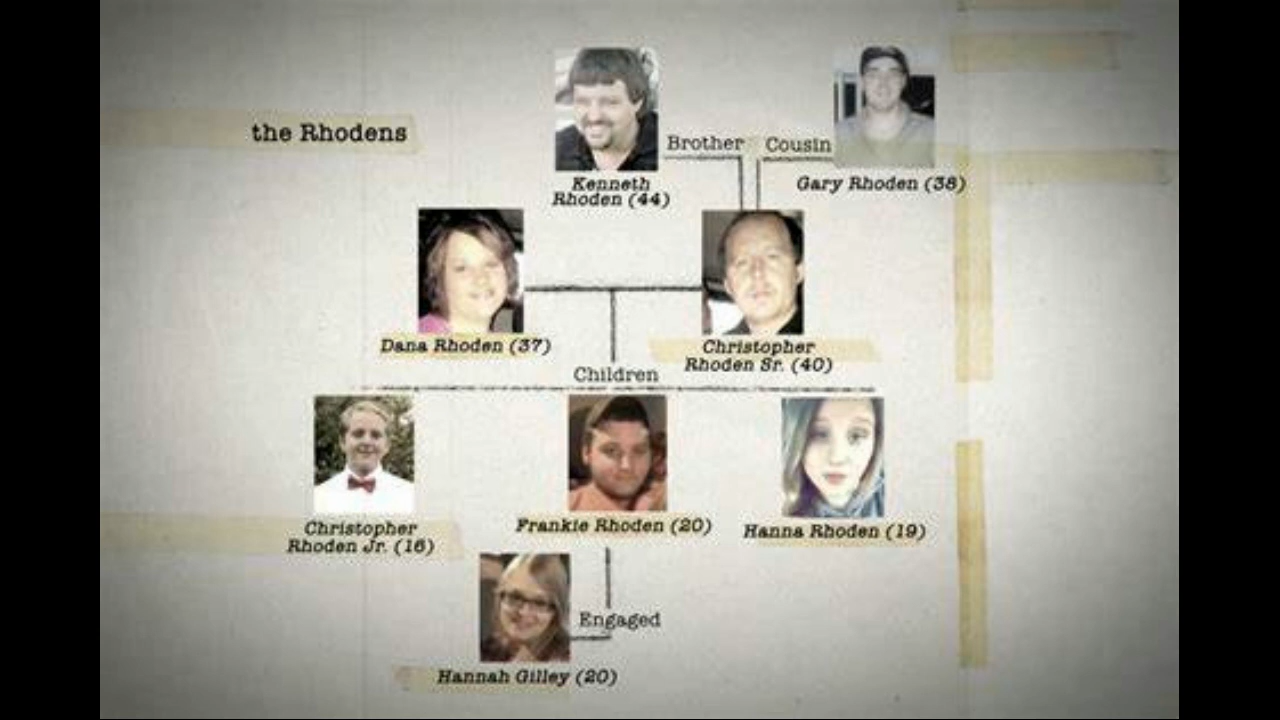 the Rhodens
Brother
Cousin
Kenneth
Rhoden (44)
Gary Rhoden (38)
Dana Rhoden (37)
Christopher
Rhoden Sr. (40)
Children
Christopher
Rhoden Jr. (16)
Frankie Rhoden (20)
Hanna Rhoden (19)
Engaged
Hannah Gilley (20)